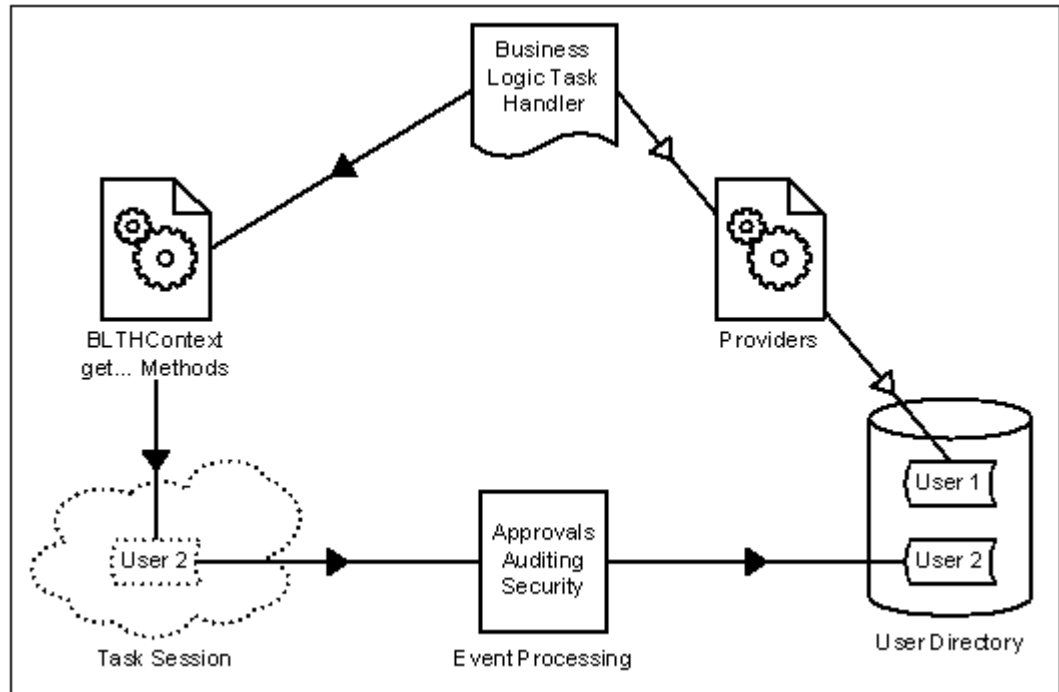 Business
Logic Task
Handler
BLTHContext
get... Methods
Providers
User 1
User 2
Approvals
Auditing
Security
User 2
Task Session
Event Processing
User Directory